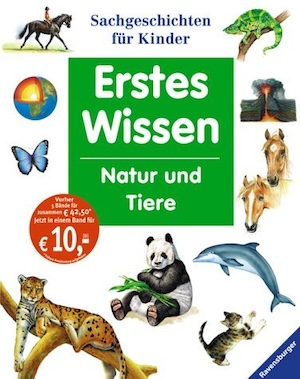 Sachgeschichten
für Kinder
Erstes
Wissen
Natur und
Tiere
Vorher
3 Bände für
zusammen € 42,50*
jetzt in einem Band für
€ 10,-
Ravensburger